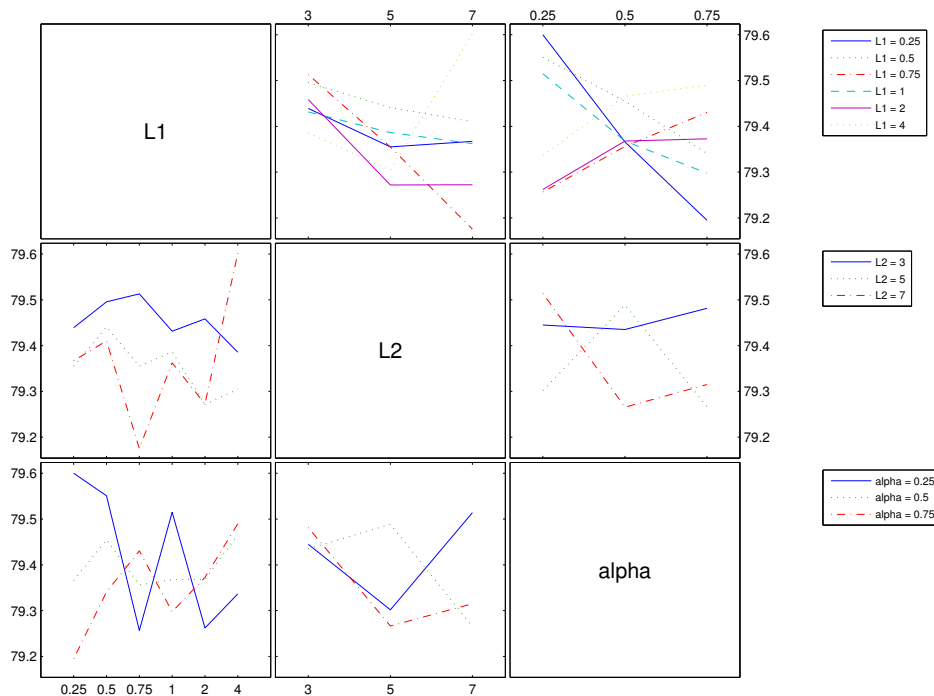 3 5 7 0.25 0.5 0.75
79.6
79.5
79.4
79.3
79.2
L1
L1 = 0.25
L1 = 0.5
L1 = 0.75
L1 = 1
L1 = 2
L1 = 4
79.6
79.5
79.4
79.3
79.2
L2
79.6
79.5
79.4
79.3
79.2
L2 = 3
L2 = 5
L2 = 7
79.6
79.5
79.4
79.3
79.2
alpha
alpha = 0.25
alpha = 0.5
alpha = 0.75
0.25 0.5 0.75 1 2 4 3 5 7